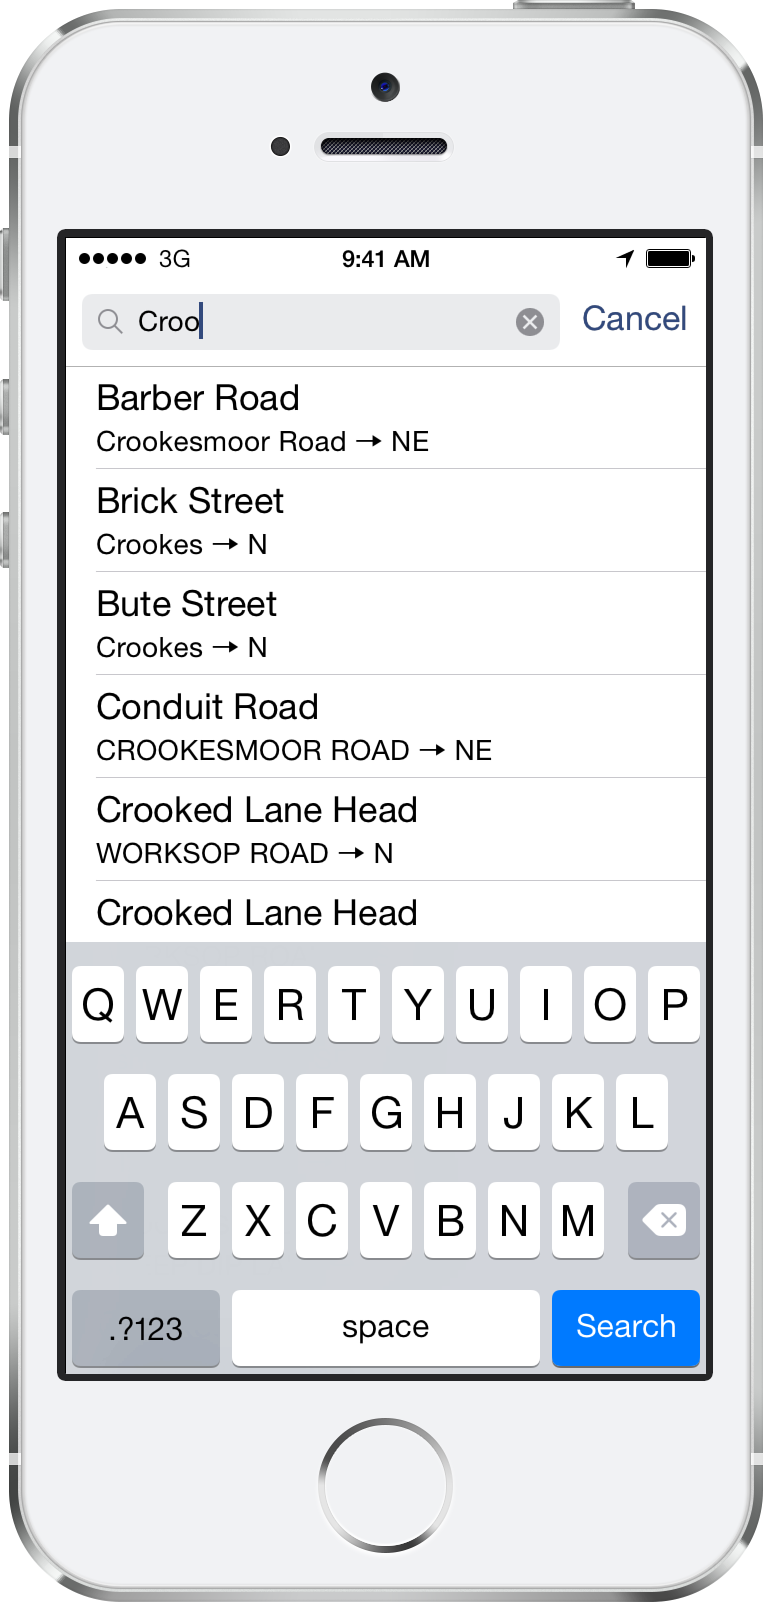 3G 9:41 AM
Croo Cancel
Barber Road
Crookesmoor Road → NE
Brick Street
Crookes → N
Bute Street
Crookes → N
Conduit Road
CROOKESMOOR ROAD → NE
Crooked Lane Head
WORKSOP ROAD → N
Crooked Lane Head
Q W E R T Y U I O P
A S D F G H J K L
Z X C V B N M
.?123 space Search